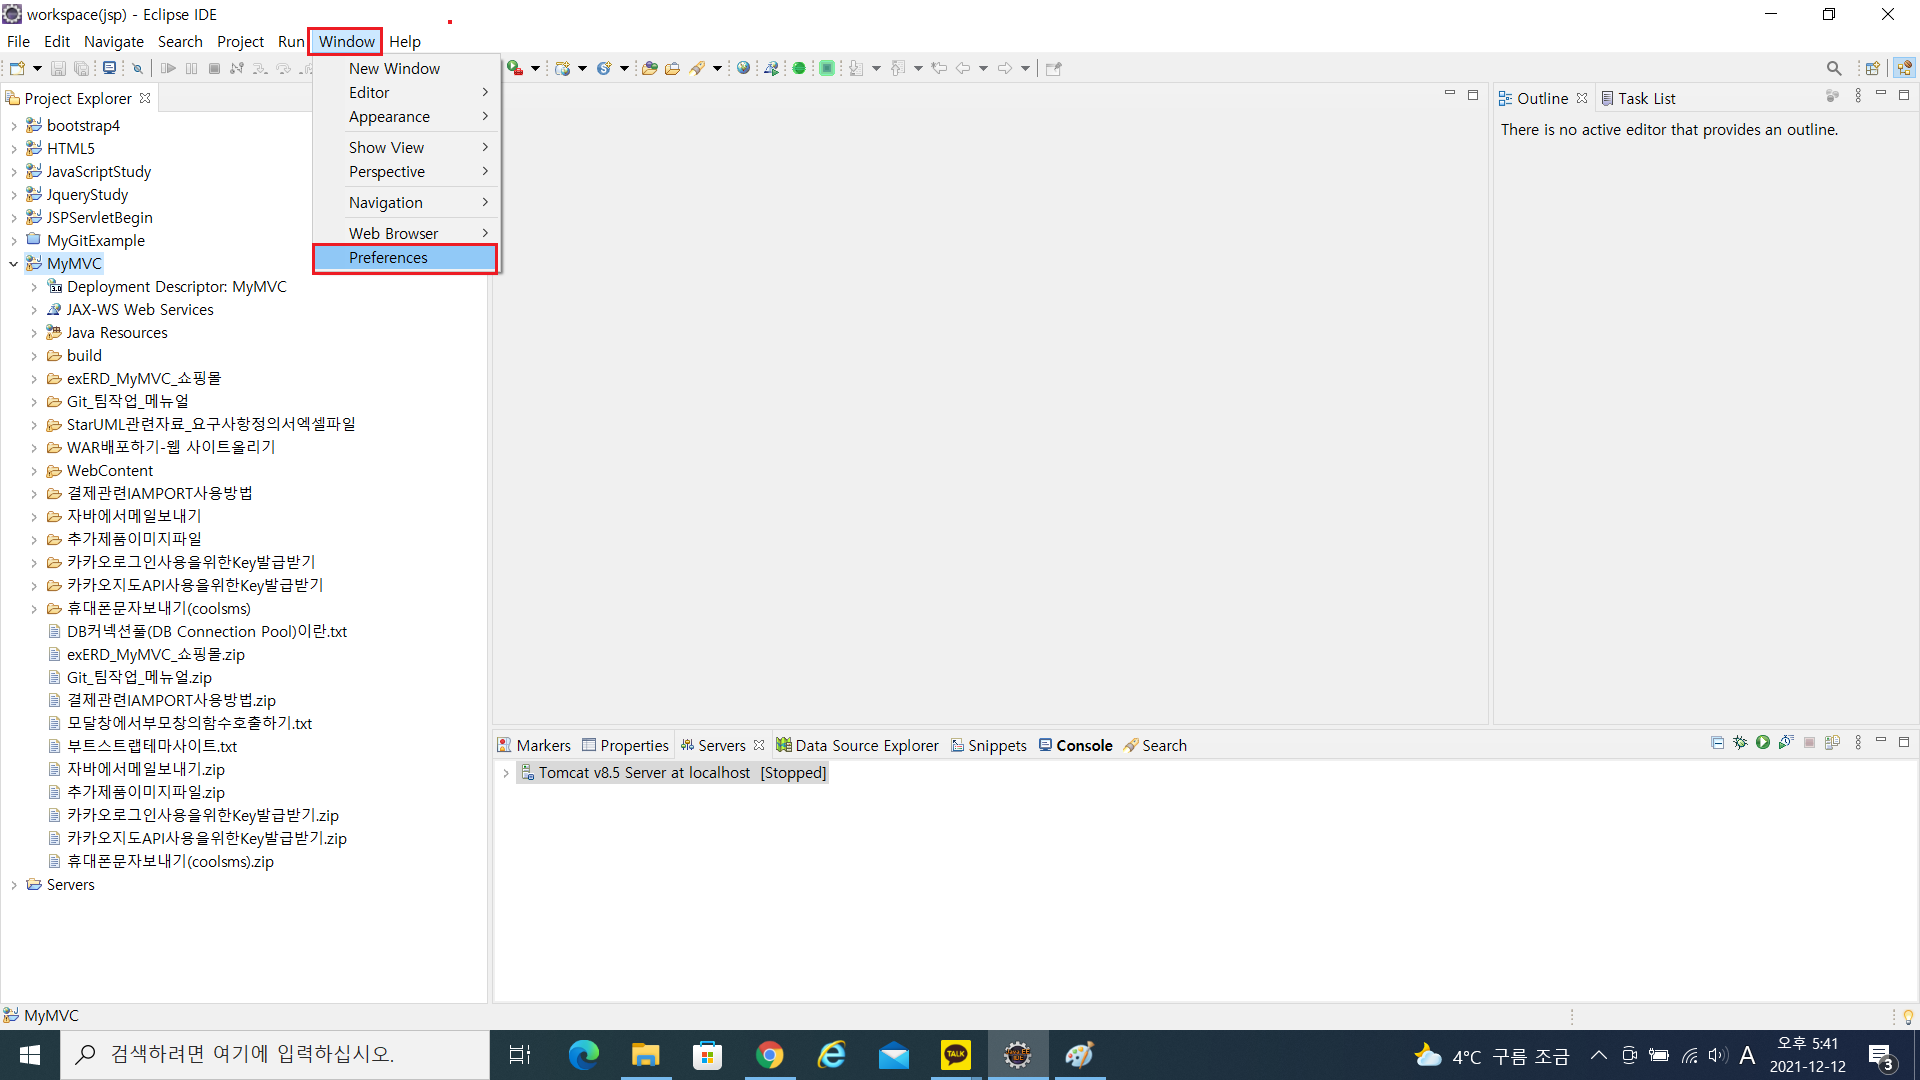 workspace(jsp) - Eclipse IDE
File Edit Navigate Search Project Run Window Help
New Window
Editor
Appearance
Show View
Perspective
Navigation
Web Browser
Preferences
Project Explorer
bootstrap4
HTML5
JavaScriptStudy
JqueryStudy
JSPServletBegin
MyGitExample
MyMVC
Deployment Descriptor: MyMVC
JAX-WS Web Services
Java Resources
build
exERD_MyMVC_쇼핑몰
Git_팀작업_메뉴얼
StarUML관련자료_요구사항정의서엑셀파일
WAR배포하기-웹 사이트올리기
WebContent
결제관련IAMPORT사용방법
자바에서메일보내기
추가제품이미지파일
카카오로그인사용을위한Key발급받기
카카오지도API사용을위한Key발급받기
휴대폰문자보내기(coolsms)
DB커넥션풀(DB Connection Pool)이란.txt
exERD_MyMVC_쇼핑몰.zip
Git_팀작업_메뉴얼.zip
결제관련IAMPORT사용방법.zip
모달창에서부모창의함수호출하기.txt
부트스트랩테마사이트.txt
자바에서메일보내기.zip
추가제품이미지파일.zip
카카오로그인사용을위한Key발급받기.zip
카카오지도API사용을위한Key발급받기.zip
휴대폰문자보내기(coolsms).zip
Servers
Outline Task List
There is no active editor that provides an outline.
Markers Properties Servers Data Source Explorer Snippets Console Search
Tomcat v8.5 Server at localhost [Stopped]
MyMVC
검색하려면 여기에 입력하십시오.
TALK
4°C 구름 조금
A
오후 5:41
2021-12-12
3